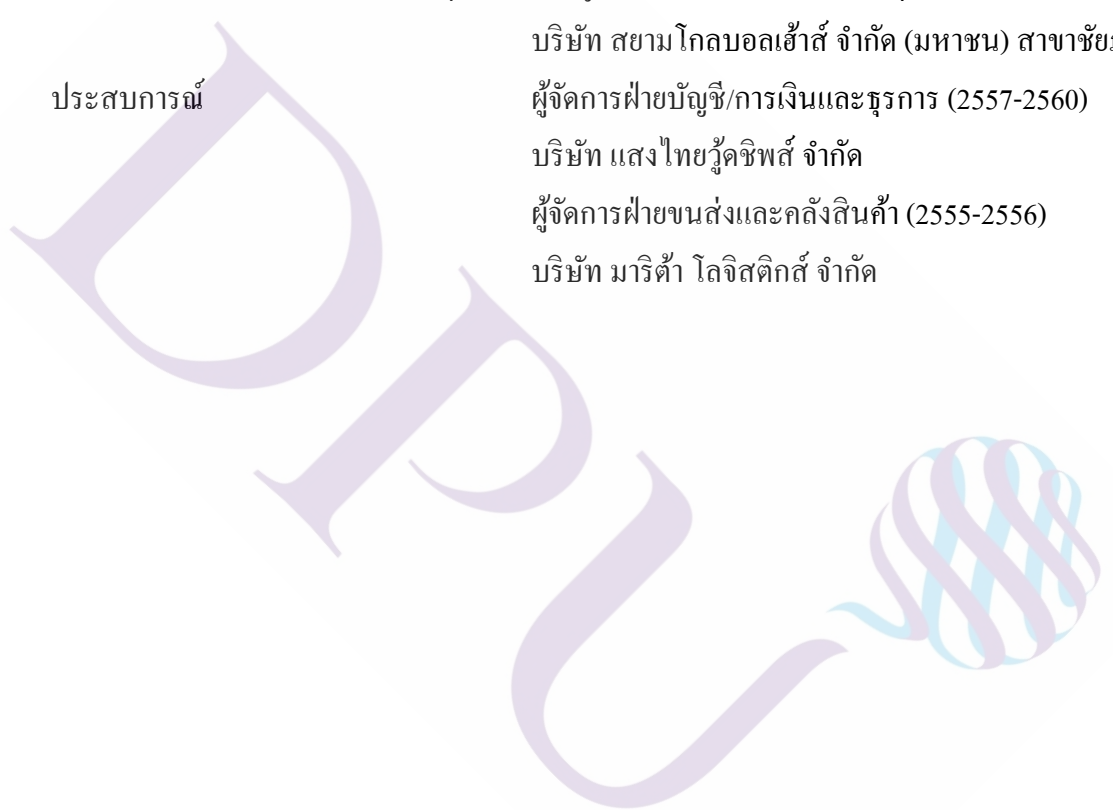 บริษัท สยามโกลบอลเฮ้าส์ จำกัด (มหาชน)
ประสบการณ์ ผู้จัดการฝ่ายบัญชี/การเงินและธุรการ (2557-2560)
บริษัท แสงไทยวู้ดชิพส์ จำกัด
ผู้จัดการฝ่ายขนส่งและคลังสินค้า (2555-2556)
บริษัท มาริต้า โลจิสติกส์ จำกัด
DPU